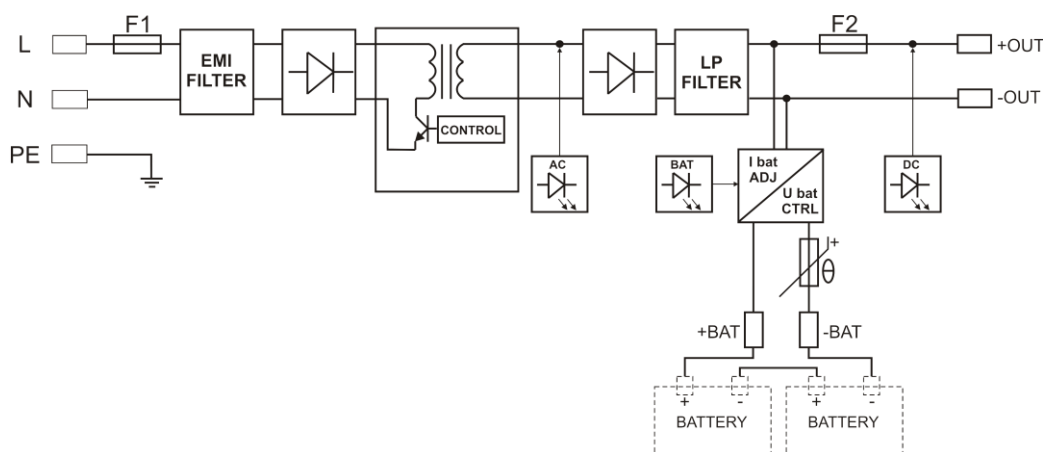 L
F1
EMI
FILTER
CONTROL
AC
LP
FILTER
F2
+OUT
N
-OUT
PE
BAT
I bat
ADJ
U bat
CTRL
DC
I+
θ
+BAT
-BAT
+
-
+
-
BATTERY
BATTERY